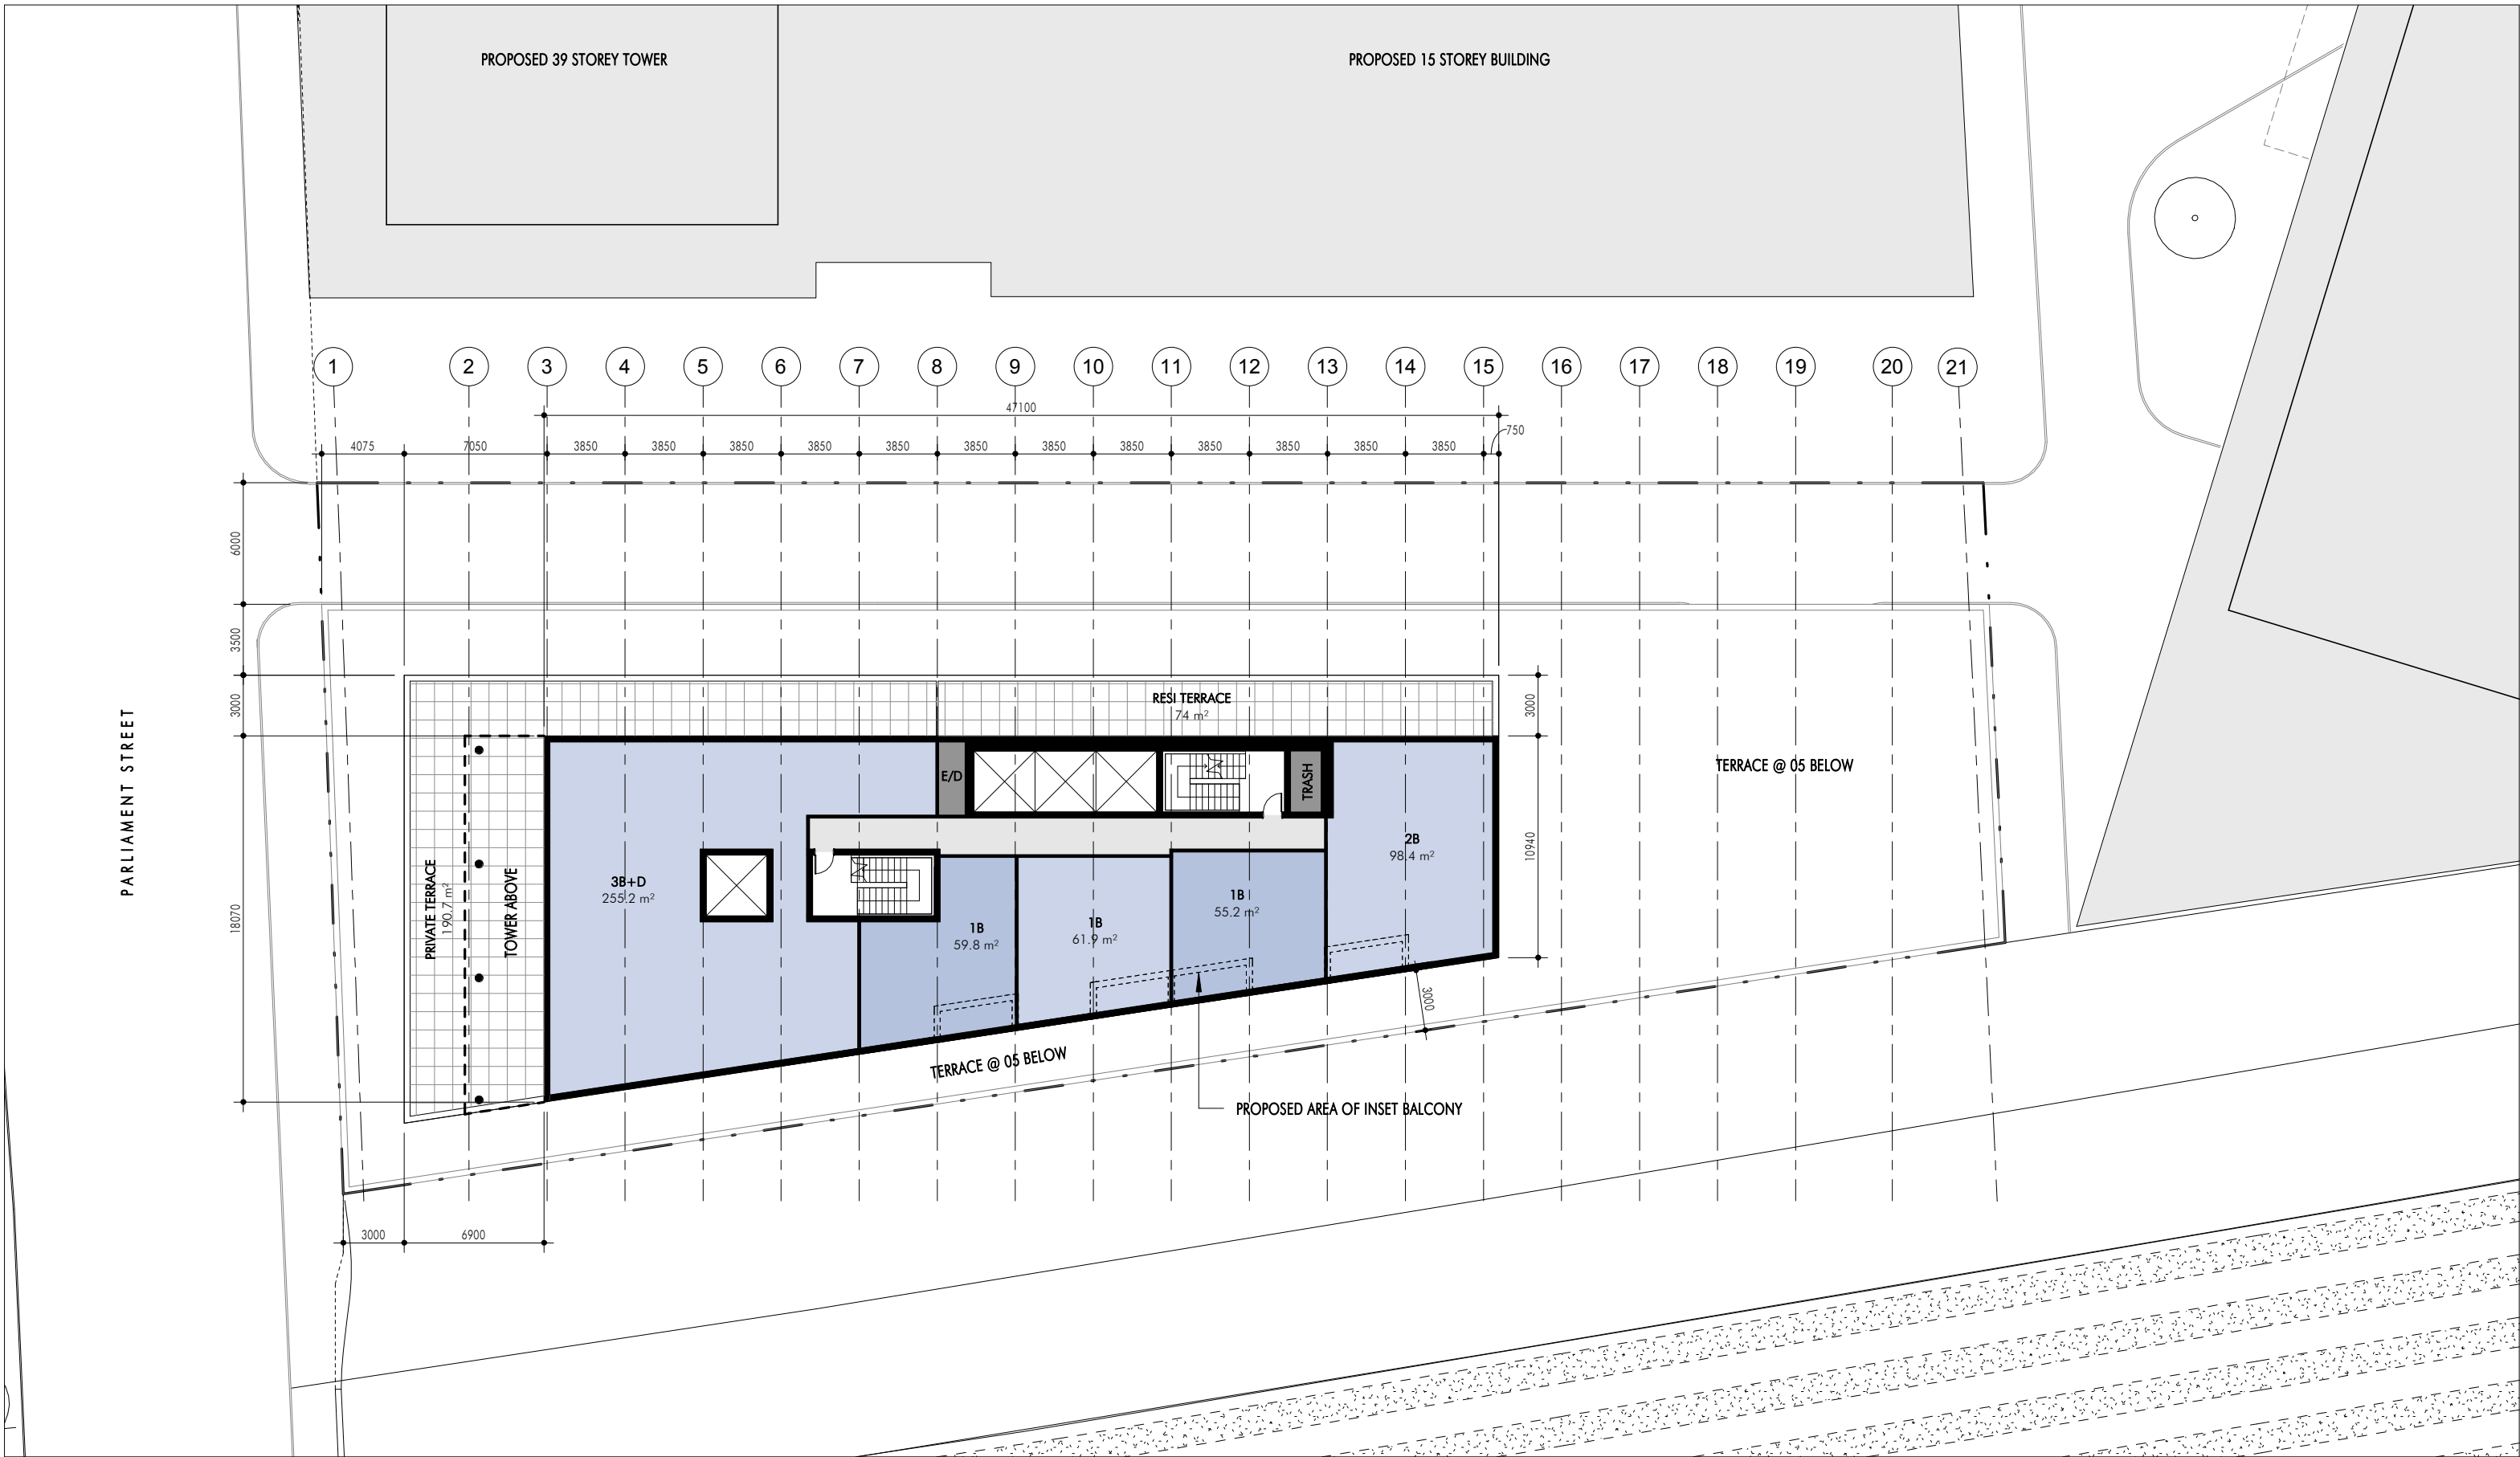 PROPOSED 39 STOREY TOWER
PROPOSED 15 STOREY BUILDING
1
2
3
4
5
6
7
8
9
10
11
12
13
14
15
16
17
18
19
20
21
47100
4075
7050
3850
3850
3850
3850
3850
3850
3850
3850
3850
3850
3850
3850
750
6000
3500
3000
18070
PARLIAMENT STREET
RESI TERRACE
74 m²
3000
10940
E/D
TRASH
TERRACE @ 05 BELOW
PRIVATE TERRACE
190.7 m²
TOWER ABOVE
3B+D
255.2 m²
1B
59.8 m²
1B
61.9 m²
1B
55.2 m²
2B
98.4 m²
3000
TERRACE @ 05 BELOW
PROPOSED AREA OF INSET BALCONY
3000
6900